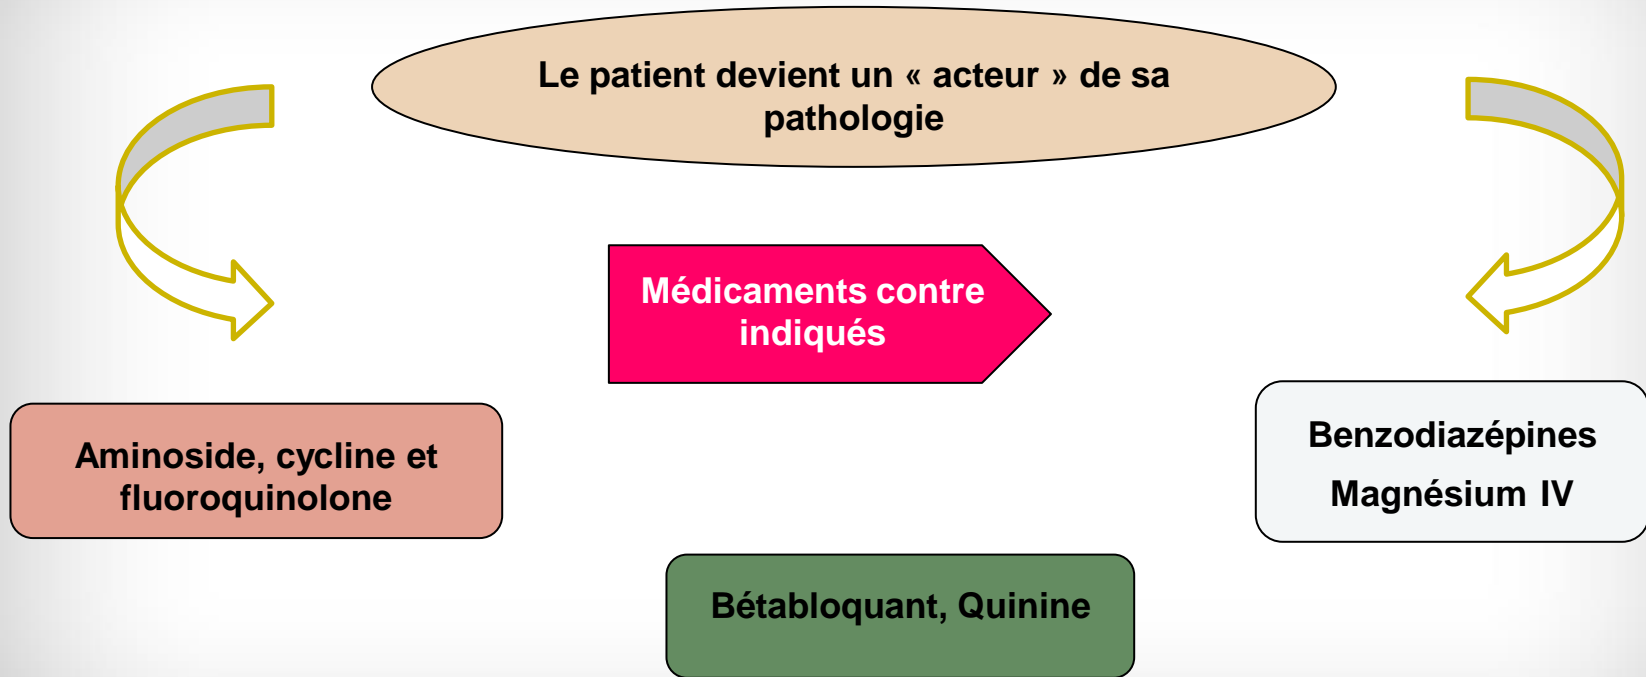 Le patient devient un « acteur » de sa
pathologie
Médicaments contre
indiqués
Aminoside, cycline et
fluoroquinolone
Benzodiazépines
Magnésium IV
Bétabloquant, Quinine